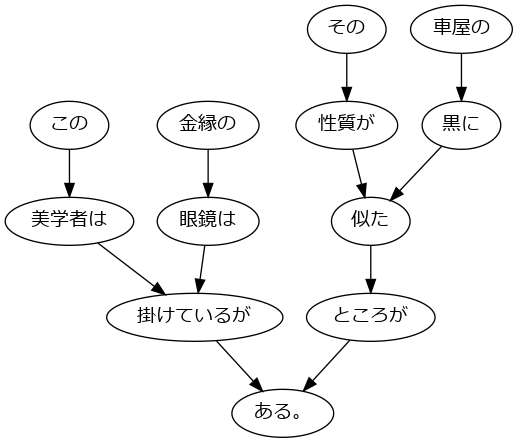 その
車屋の
この
金縁の
性質が
黒に
美学者は
眼鏡は
似た
掛けているが
ところが
ある。